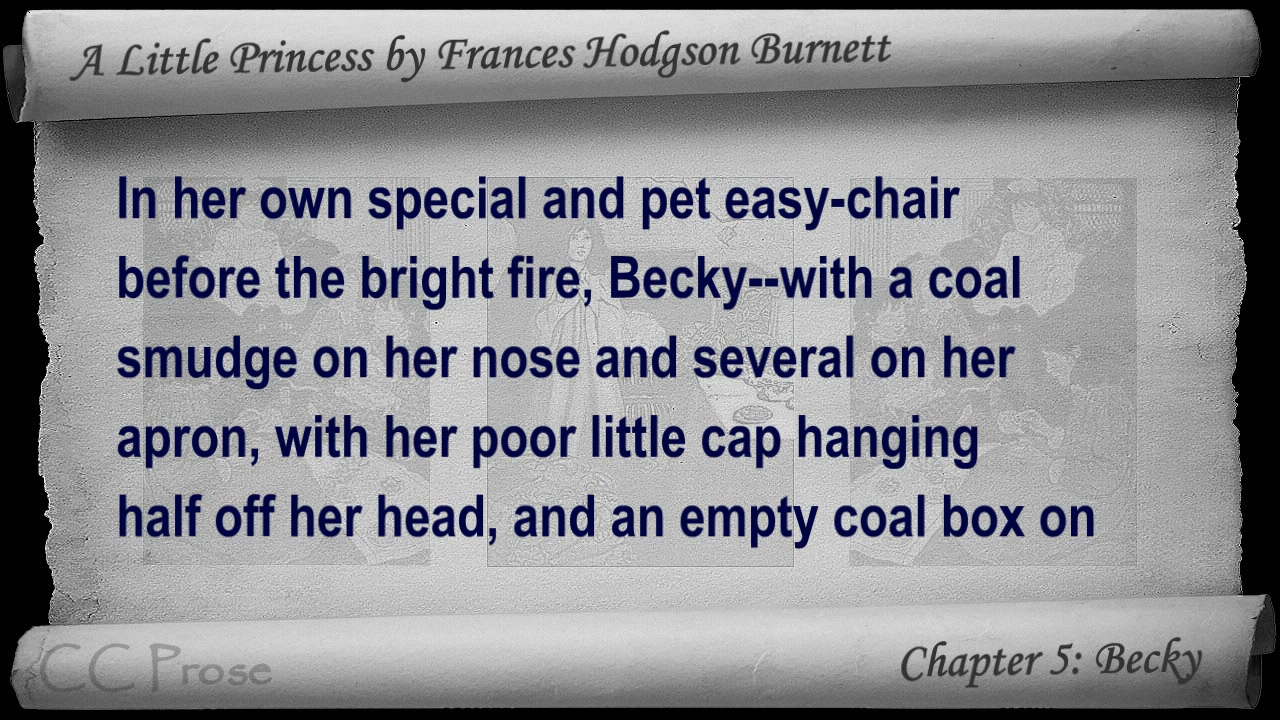 A Little Princess by Frances Hodgson Burnett
In her own special and pet easy-chair
before the bright fire, Becky--with a coal
smudge on her nose and several on her
apron, with her poor little cap hanging
half off her head, and an empty coal box on
CC Prose
Chapter 5: Becky